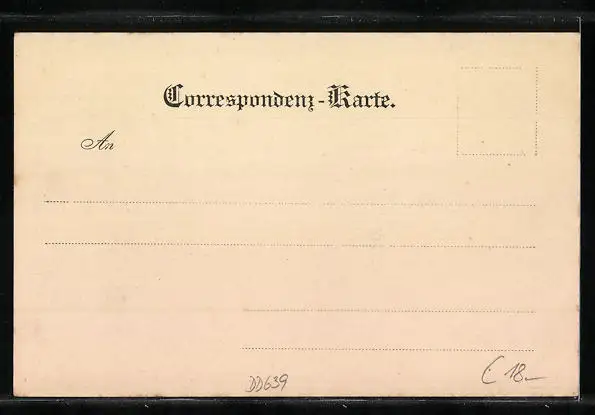 Correspondenz-Karte.
An
DD639
€ 18.-